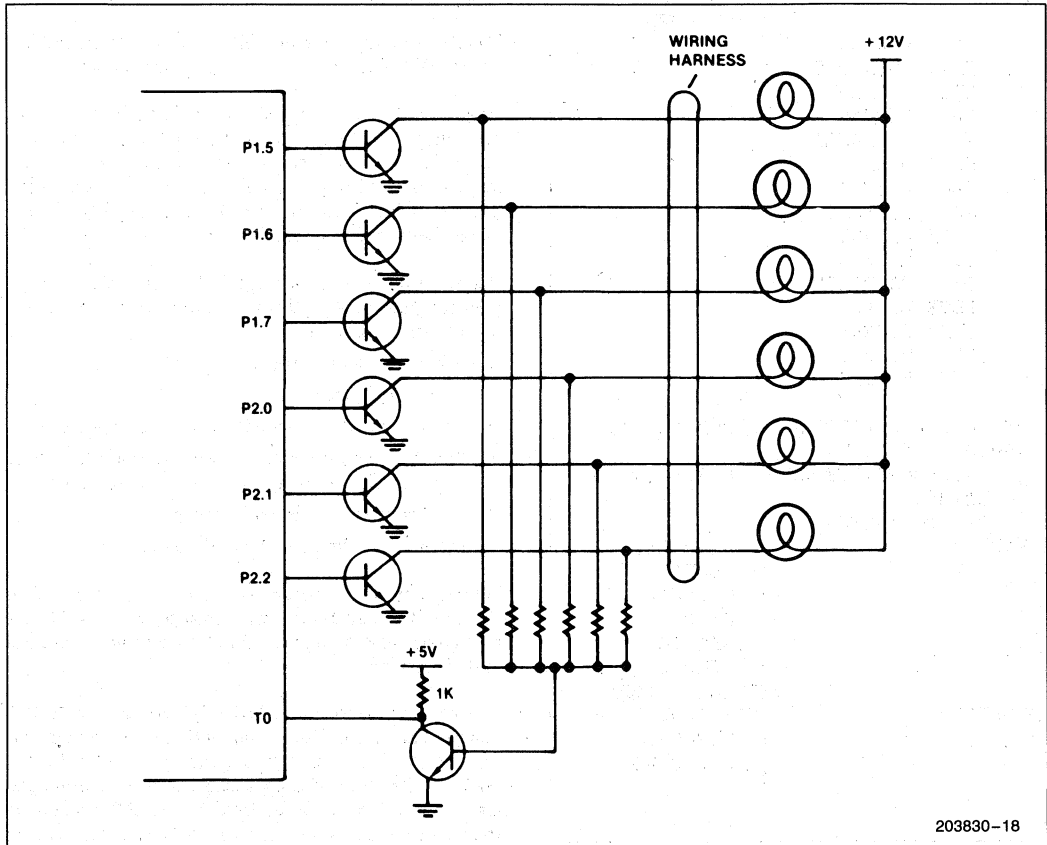 WIRING
HARNESS
+ 12V
P1.5
P1.6
P1.7
P2.0
P2.1
P2.2
+ 5V
1K
T0
203830–18